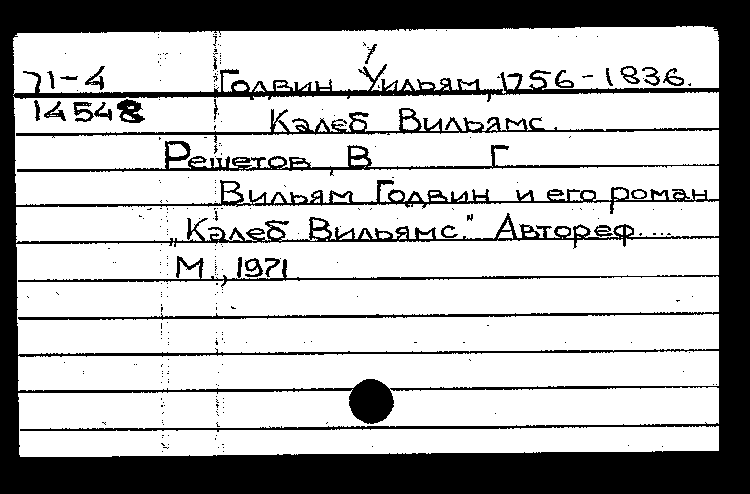 71-4 Годвин, Уильям, 1756-1836.
14548 Калеб Вильямс.
Решетов, В Г
Вильям Годвин и его роман
„Калеб Вильямс." Автореф....
М., 1971